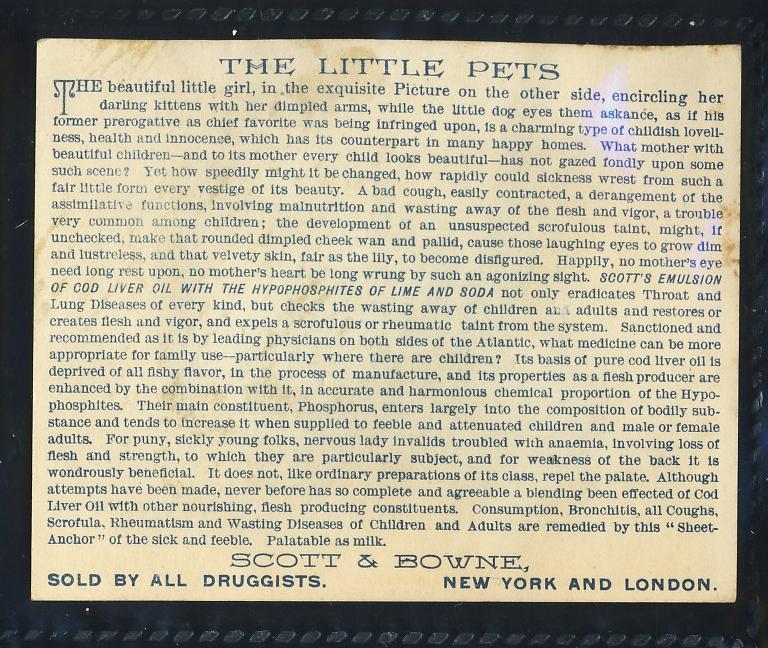 THE LITTLE PETS
THE beautiful little girl, in the exquisite Picture on the other side, encircling her
darling kittens with her dimpled arms, while the little dog eyes them askance, as if his
former prerogative as chief favorite was being infringed upon, is a charming type of childish loveli-
ness, health and innocence, which has its counterpart in many happy homes. What mother with
beautiful children—and to its mother every child looks beautiful—has not gazed fondly upon some
such scene? Yet how speedily might it be changed, how rapidly could sickness wrest from such a
fair little form every vestige of its beauty. A bad cough, easily contracted, a derangement of the
assimilative functions, involving malnutrition and wasting away of the flesh and vigor, a trouble
very common among children; the development of an unsuspected scrofulous taint, might, if
unchecked, make that rounded dimpled cheek wan and pallid, cause those laughing eyes to grow dim
and lustreless, and that velvety skin, fair as the lily, to become disfigured. Happily, no mother's eye
need long rest upon, no mother's heart be long wrung by such an agonizing sight. SCOTT'S EMULSION
OF COD LIVER OIL WITH THE HYPOPHOSPHITES OF LIME AND SODA not only eradicates Throat and
Lung Diseases of every kind, but checks the wasting away of children and adults and restores or
creates flesh and vigor, and expels a scrofulous or rheumatic taint from the system. Sanctioned and
recommended as it is by leading physicians on both sides of the Atlantic, what medicine can be more
appropriate for family use—particularly where there are children? Its basis of pure cod liver oil is
deprived of all fishy flavor, in the process of manufacture, and its properties as a flesh producer are
enhanced by the combination with it, in accurate and harmonious chemical proportion of the Hypo-
phosphites. Their main constituent, Phosphorus, enters largely into the composition of bodily sub-
stance and tends to increase it when supplied to feeble and attenuated children and male or female
adults. For puny, sickly young folks, nervous lady invalids troubled with anaemia, involving loss of
flesh and strength, to which they are particularly subject, and for weakness of the back it is
wondrously beneficial. It does not, like ordinary preparations of its class, repel the palate. Although
attempts have been made, never before has so complete and agreeable a blending been effected of Cod
Liver Oil with other nourishing, flesh producing constituents. Consumption, Bronchitis, all Coughs,
Scrofula, Rheumatism and Wasting Diseases of Children and Adults are remedied by this "Sheet-
Anchor" of the sick and feeble. Palatable as milk.
SCOTT & BOWNE,
SOLD BY ALL DRUGGISTS. NEW YORK AND LONDON.